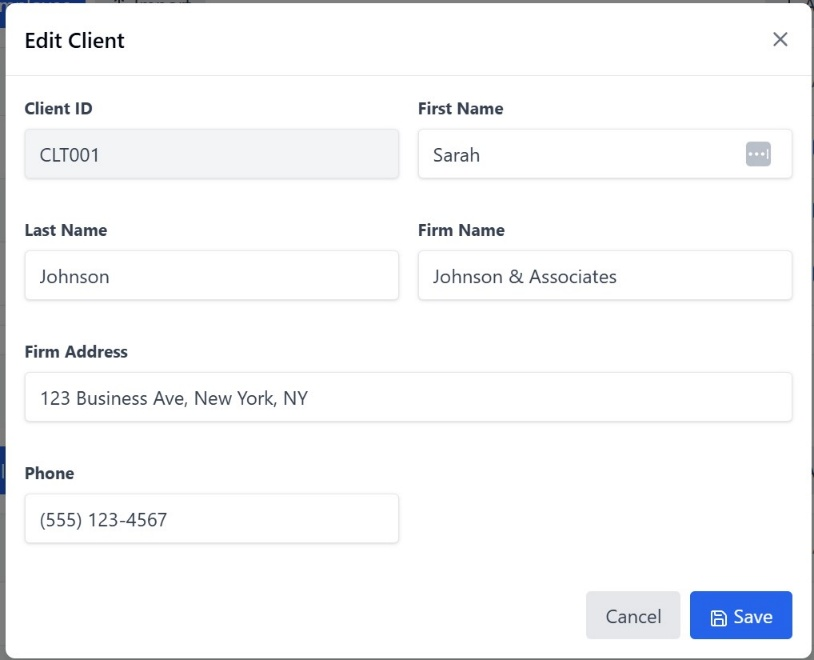 Edit Client
Client ID
First Name
CLT001
Sarah
Last Name
Firm Name
Johnson
Johnson & Associates
Firm Address
123 Business Ave, New York, NY
Phone
(555) 123-4567
Cancel
Save